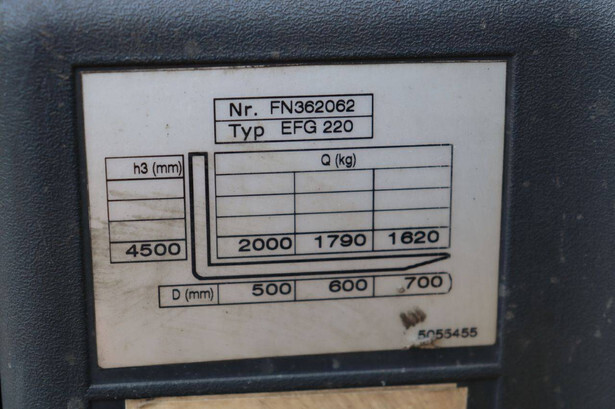 Nr. FN362062
Typ EFG 220
h3 (mm) Q (kg)
4500 2000 1790 1620
D (mm) 500 600 700
5055455